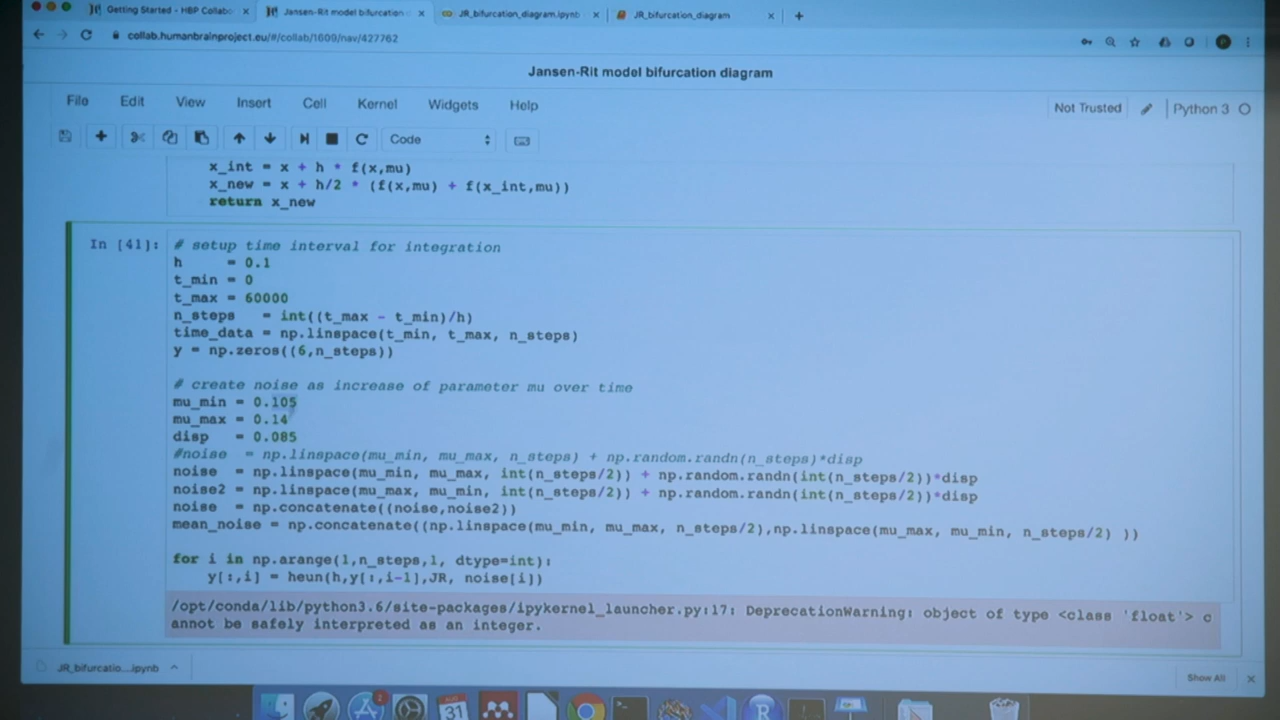 Getting Started - HBP Collabo
Jansen-Rit model bifurcation
JR_bifurcation_diagram.ipynb
JR_bifurcation_diagram
collab.humanbrainproject.eu/#/collab/1609/nav/427762
Jansen-Rit model bifurcation diagram
File Edit View Insert Cell Kernel Widgets Help
Not Trusted
Python 3
Code
x_int = x + h * f(x,mu)
x_new = x + h/2 * (f(x,mu) + f(x_int,mu))
return x_new
In [41]:
# setup time interval for integration
h = 0.1
t_min = 0
t_max = 60000
n_steps = int((t_max - t_min)/h)
time_data = np.linspace(t_min, t_max, n_steps)
y = np.zeros((6,n_steps))
# create noise as increase of parameter mu over time
mu_min = 0.105
mu_max = 0.14
disp = 0.085
#noise = np.linspace(mu_min, mu_max, n_steps) + np.random.randn(n_steps)*disp
noise = np.linspace(mu_min, mu_max, int(n_steps/2)) + np.random.randn(int(n_steps/2))*disp
noise2 = np.linspace(mu_max, mu_min, int(n_steps/2)) + np.random.randn(int(n_steps/2))*disp
noise = np.concatenate((noise,noise2))
mean_noise = np.concatenate((np.linspace(mu_min, mu_max, n_steps/2),np.linspace(mu_max, mu_min, n_steps/2) ))
for i in np.arange(1,n_steps,1, dtype=int):
y[:,i] = heun(h,y[:,i-1],JR, noise[i])
/opt/conda/lib/python3.6/site-packages/ipykernel_launcher.py:17: DeprecationWarning: object of type <class 'float'> c
annot be safely interpreted as an integer.
JR_bifurcatio...ipynb
Show All
2
31
R